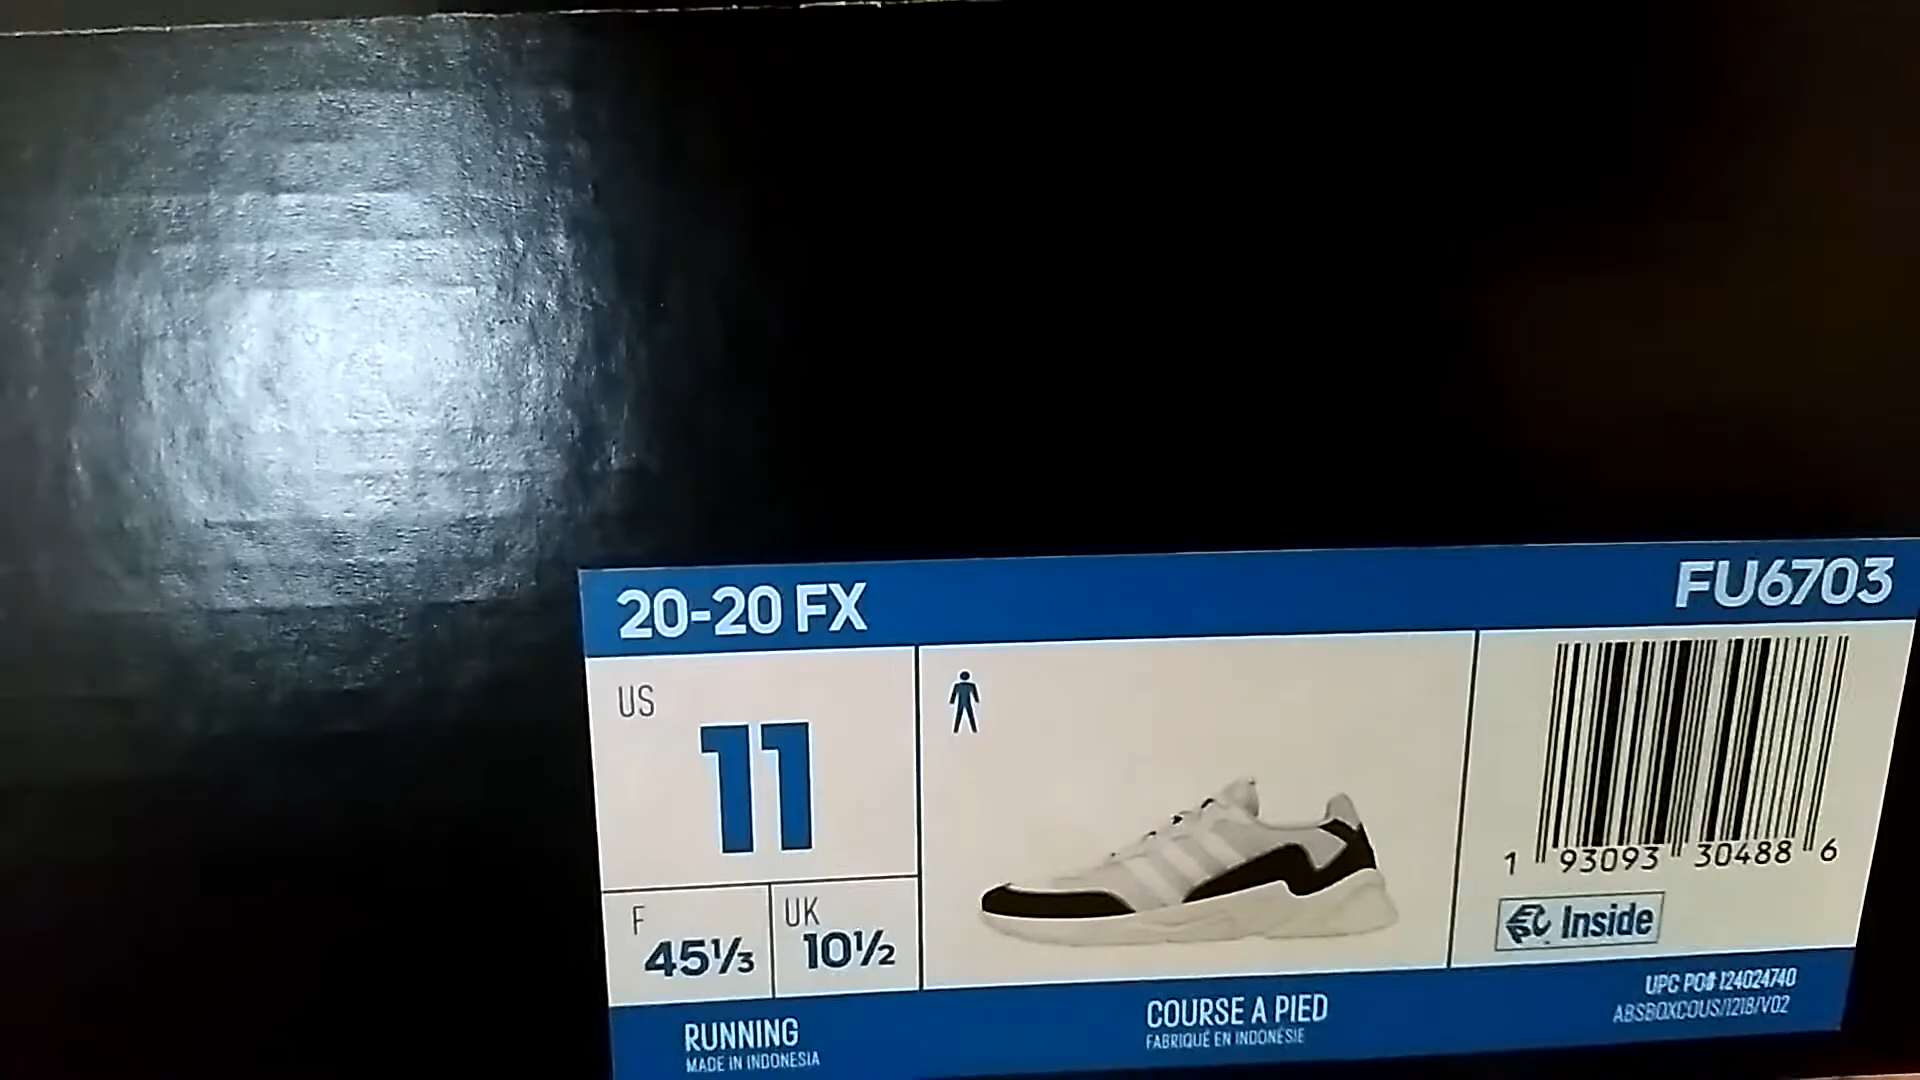 20-20 FX
FU6703
US
11
F
45⅓
UK
10½
1 93093 30488 6
Inside
RUNNING
MADE IN INDONESIA
COURSE A PIED
FABRIQUÉ EN INDONÉSIE
UPC PO# 124024740
ABSBOXCOUS/1218/V02